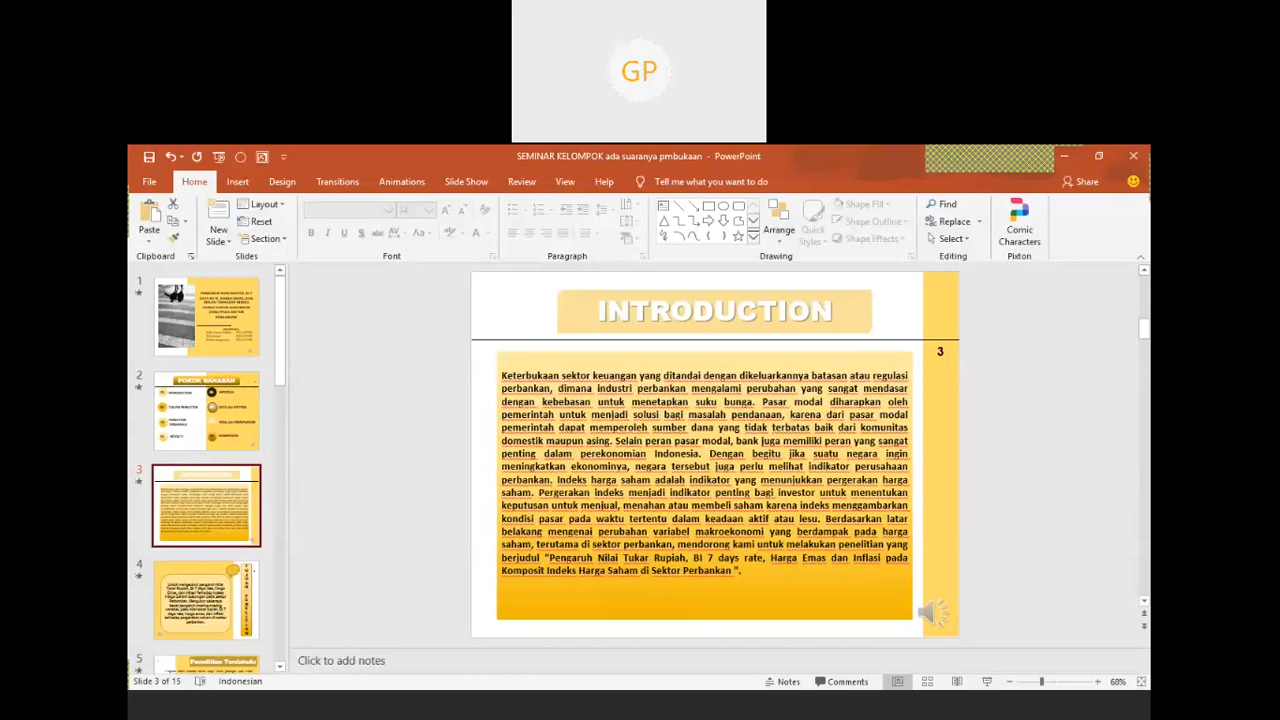 GP
SEMINAR KELOMPOK ada suaranya pmbukaan - PowerPoint
File Home Insert Design Transitions Animations Slide Show Review View Help Tell me what you want to do Share
Paste
Clipboard
New
Slide
Layout
Reset
Section
Slides
14
Font
Paragraph
Arrange
Quick
Styles
Shape Fill
Shape Outline
Shape Effects
Drawing
Find
Replace
Select
Editing
Comic
Characters
Pixton
1
2
POKOK BAHASAN
3
4
TUJUAN PENELITIAN
5
Penelitian Terdahulu
INTRODUCTION
3
Keterbukaan sektor keuangan yang ditandai dengan dikeluarkannya batasan atau regulasi
perbankan, dimana industri perbankan mengalami perubahan yang sangat mendasar
dengan kebebasan untuk menetapkan suku bunga. Pasar modal diharapkan oleh
pemerintah untuk menjadi solusi bagi masalah pendanaan, karena dari pasar modal
pemerintah dapat memperoleh sumber dana yang tidak terbatas baik dari komunitas
domestik maupun asing. Selain peran pasar modal, bank juga memiliki peran yang sangat
penting dalam perekonomian Indonesia. Dengan begitu jika suatu negara ingin
meningkatkan ekonominya, negara tersebut juga perlu melihat indikator perusahaan
perbankan. Indeks harga saham adalah indikator yang menunjukkan pergerakan harga
saham. Pergerakan indeks menjadi indikator penting bagi investor untuk menentukan
keputusan untuk menjual, menahan atau membeli saham karena indeks menggambarkan
kondisi pasar pada waktu tertentu dalam keadaan aktif atau lesu. Berdasarkan latar
belakang mengenai perubahan variabel makroekonomi yang berdampak pada harga
saham, terutama di sektor perbankan, mendorong kami untuk melakukan penelitian yang
berjudul "Pengaruh Nilai Tukar Rupiah, BI 7 days rate, Harga Emas dan Inflasi pada
Komposit Indeks Harga Saham di Sektor Perbankan ".
Click to add notes
Slide 3 of 15 Indonesian Notes Comments 68%